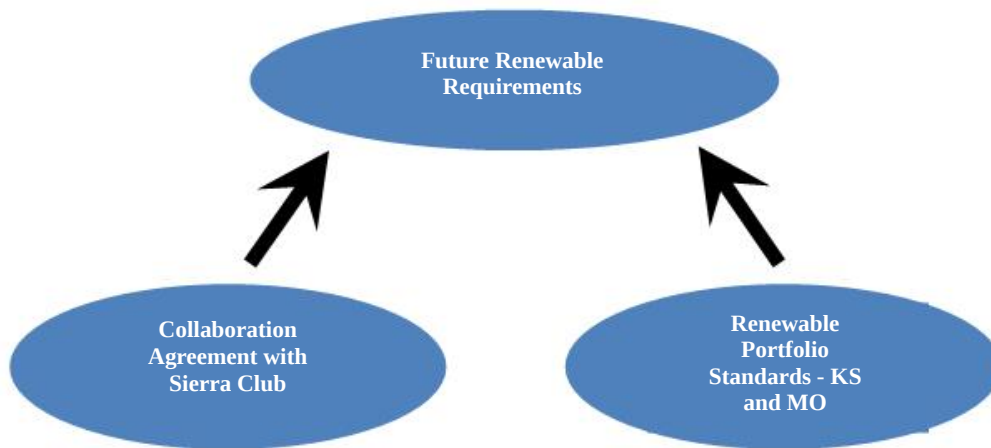 Future Renewable
Requirements
Collaboration
Agreement with
Sierra Club
Renewable
Portfolio
Standards - KS
and MO